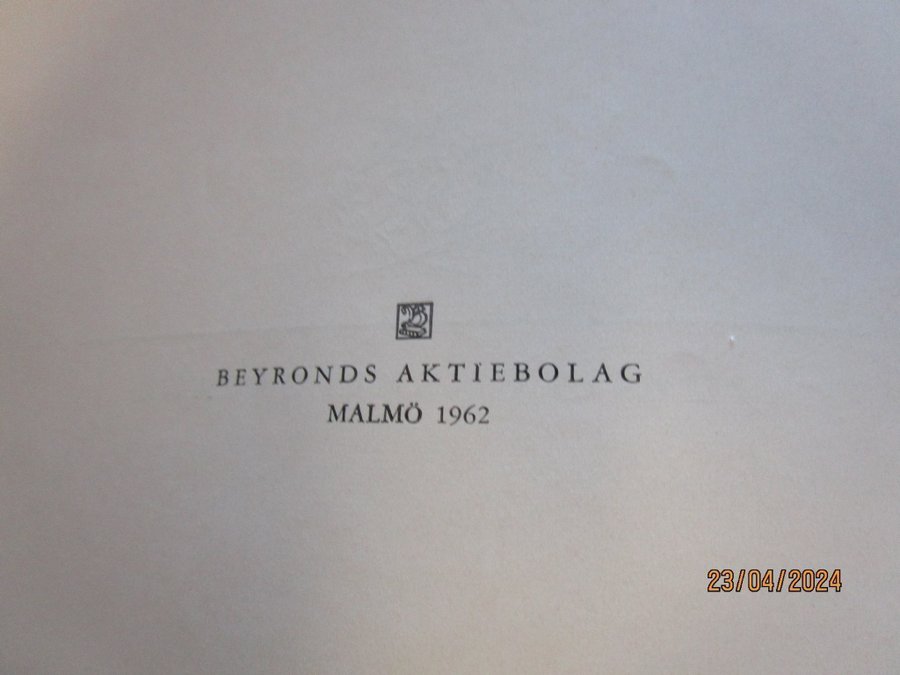 BEYRONDS AKTIEBOLAG
MALMÖ 1962
23/04/2024